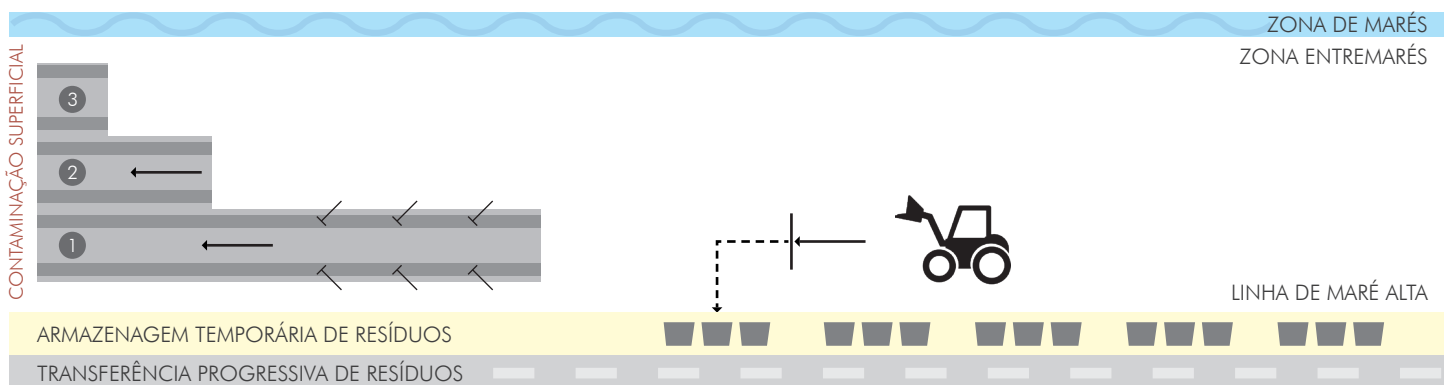 ZONA DE MARÉS
ZONA ENTREMARÉS
CONTAMINAÇÃO SUPERFICIAL
3
2
1
LINHA DE MARÉ ALTA
ARMAZENAGEM TEMPORÁRIA DE RESÍDUOS
TRANSFERÊNCIA PROGRESSIVA DE RESÍDUOS